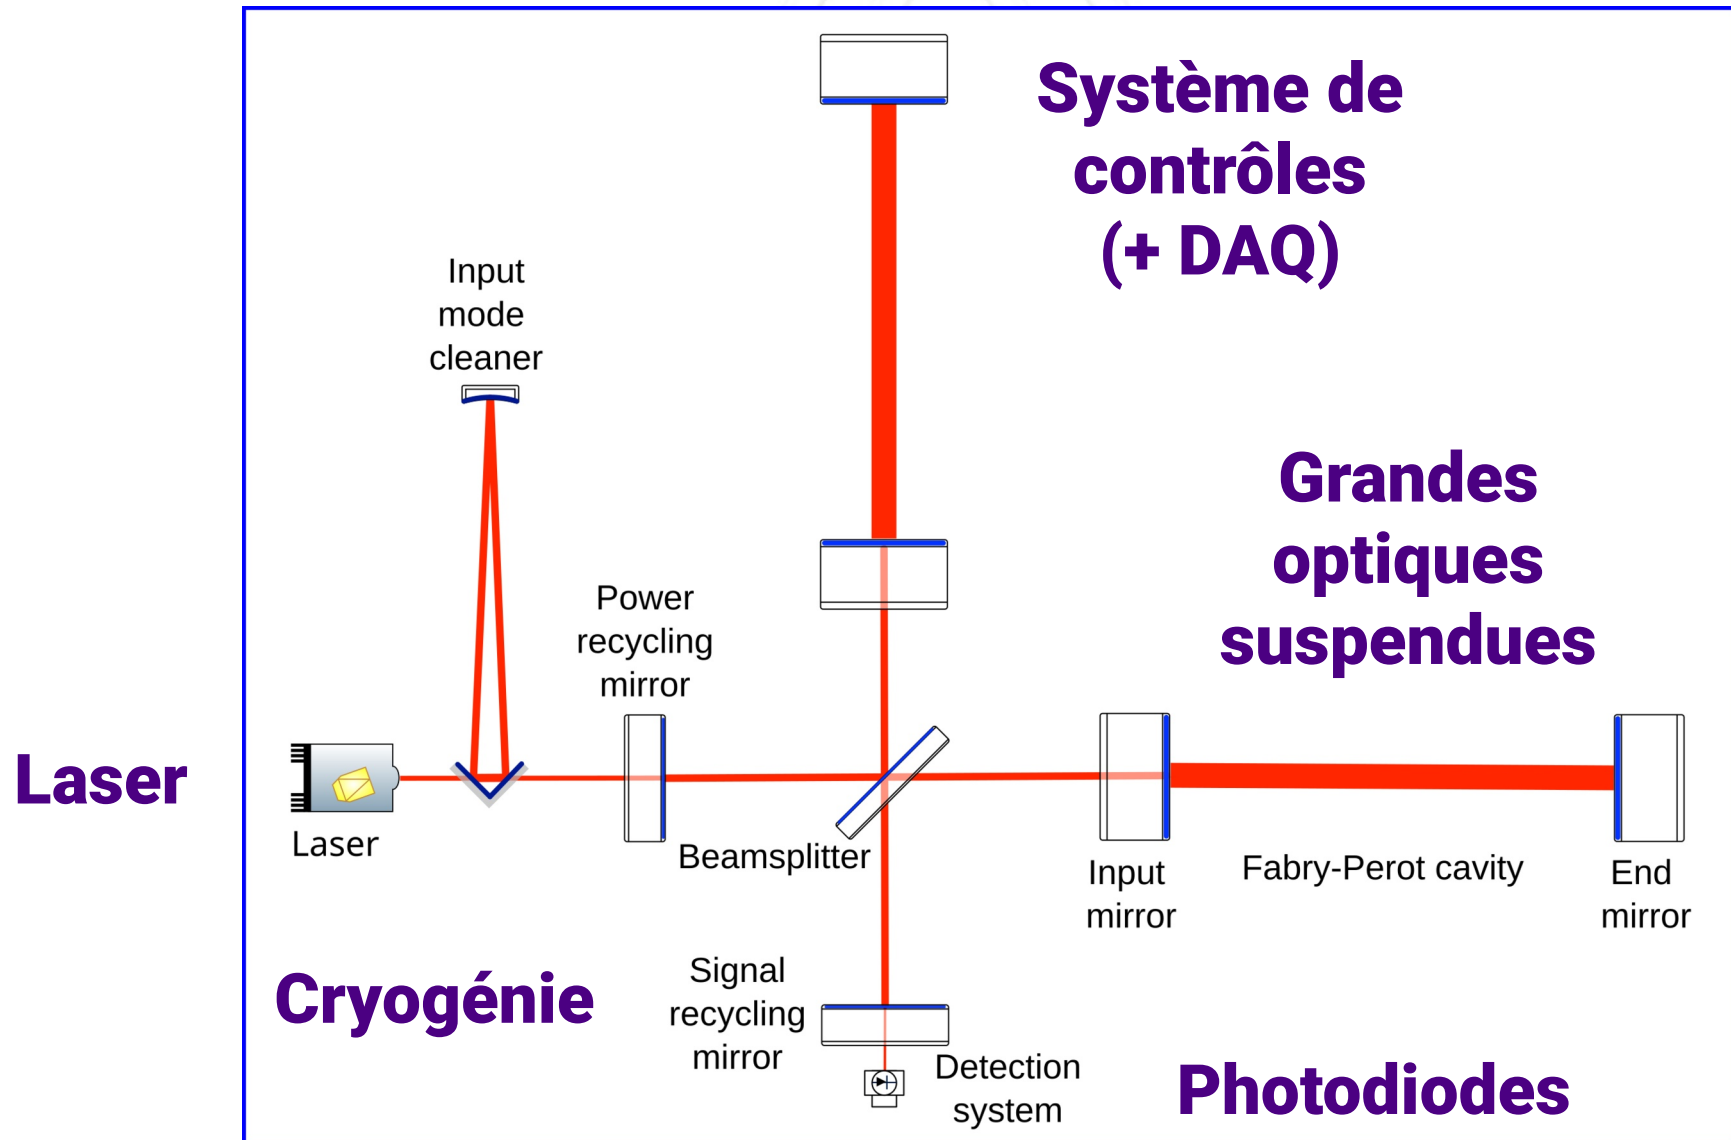 Système de
contrôles
(+ DAQ)
Input
mode
cleaner
Grandes
optiques
suspendues
Power
recycling
mirror
Laser
Laser
Beamsplitter
Input
mirror
Fabry-Perot cavity
End
mirror
Cryogénie
Signal
recycling
mirror
Detection
system
Photodiodes